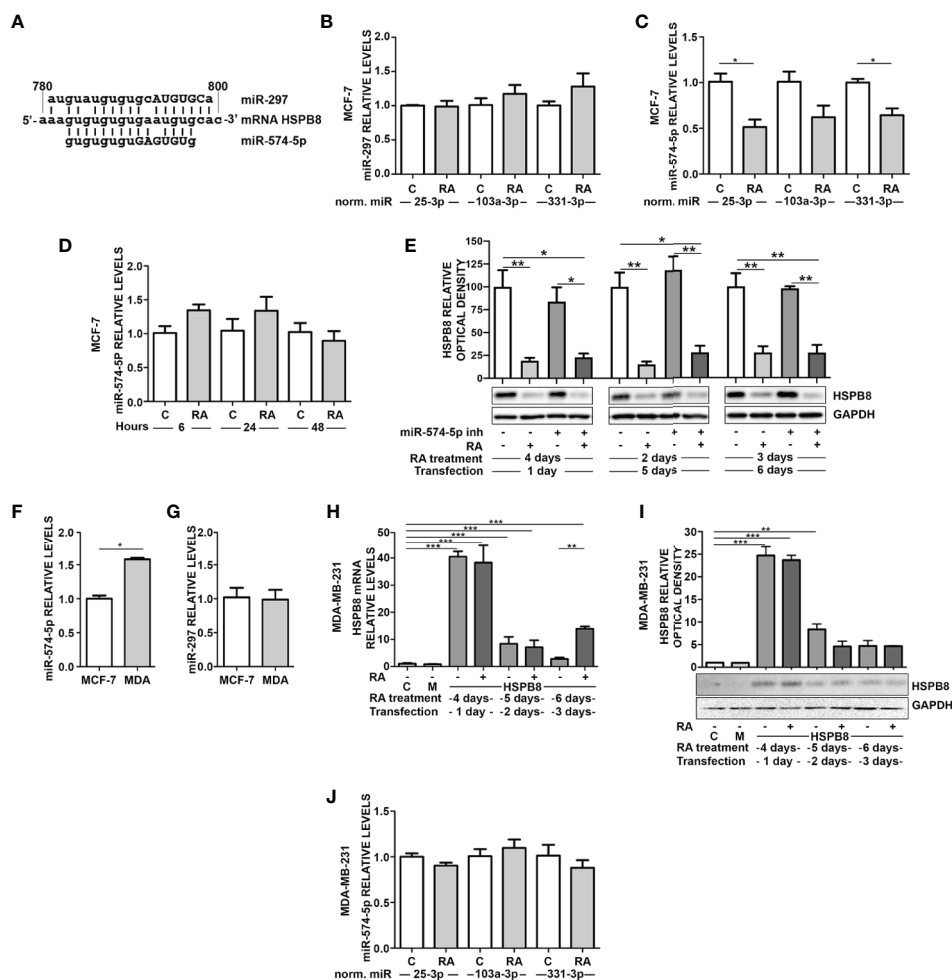 A
780 800
auguaugugugcAUGUGCa miR-297
5'- aaagugugugugaaugugcac -3' mRNA HSPB8
gugugugugGAGUGUg miR-574-5p
B
MCF-7
miR-297 RELATIVE LEVELS
2.0
1.5
1.0
0.5
0.0
C RA C RA C RA
norm. miR —25-3p— –103a-3p– —331-3p—
C
MCF-7
miR-574-5p RELATIVE LEVELS
1.5
1.0
0.5
0.0
* *
C RA C RA C RA
norm. miR —25-3p— –103a-3p– —331-3p—
D
MCF-7
miR-574-5P RELATIVE LEVELS
2.0
1.5
1.0
0.5
0.0
C RA C RA C RA
Hours — 6 — — 24 — — 48 —
E
HSPB8 RELATIVE
OPTICAL DENSITY
125
100
75
50
25
0
* * **
** * ** ** ** **
HSPB8
GAPDH
miR-574-5p inh - - + + - - + + - - + +
RA - + - + - + - + - + - +
RA treatment — 4 days — — 2 days — — 3 days —
Transfection 1 day 5 days 6 days
F
miR-574-5p RELATIVE LEVELS
2.0
1.5
1.0
0.5
0.0
*
MCF-7 MDA
G
miR-297 RELATIVE LEVELS
2.0
1.5
1.0
0.5
0.0
MCF-7 MDA
H
MDA-MB-231
HSPB8 mRNA
RELATIVE LEVELS
50
40
30
20
10
0
***
***
***
***
***
**
RA - - - + - + - +
C M HSPB8
RA treatment -4 days- -5 days- -6 days-
Transfection - 1 day - - 2 days- - 3 days-
I
MDA-MB-231
HSPB8 RELATIVE
OPTICAL DENSITY
30
25
20
15
10
5
0
**
***
***
HSPB8
GAPDH
RA - - - + - + - +
C M HSPB8
RA treatment -4 days- -5 days- -6 days-
Transfection - 1 day - - 2 days- - 3 days-
J
MDA-MB-231
miR-574-5p RELATIVE LEVELS
2.0
1.5
1.0
0.5
0.0
C RA C RA C RA
norm. miR —25-3p— –103a-3p– —331-3p—